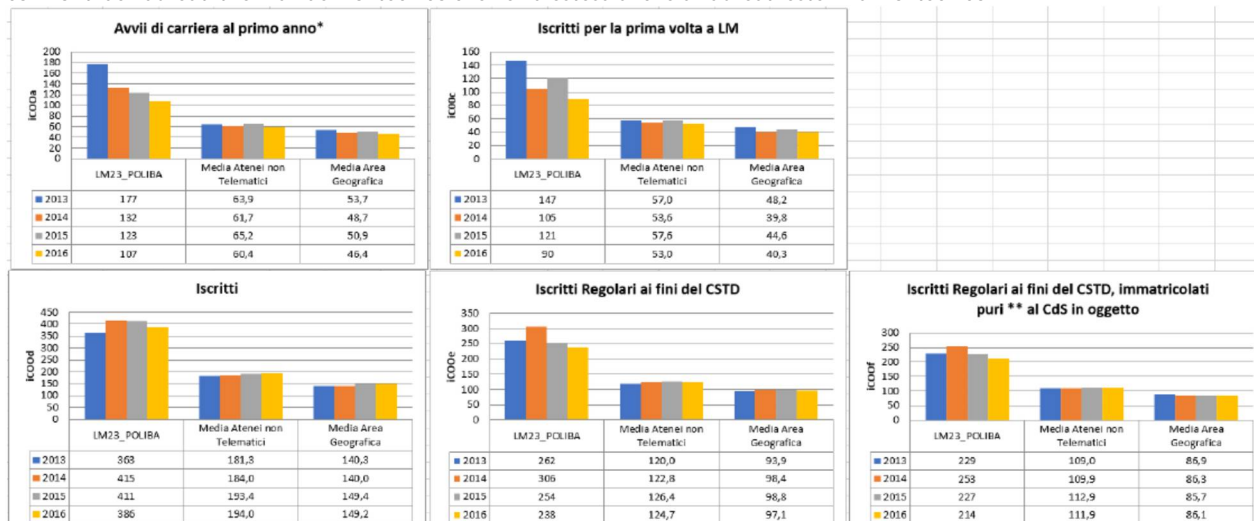 Avvii di carriera al primo anno*
200
180
160
140
120
100
80
60
40
20
0
iC00a
LM23_POLIBA
Media Atenei non Telematici
Media Area Geografica
2013 177 63,9 53,7
2014 132 61,7 48,7
2015 123 65,2 50,9
2016 107 60,4 46,4
Iscritti per la prima volta a LM
160
140
120
100
80
60
40
20
0
iC00c
LM23_POLIBA
Media Atenei non Telematici
Media Area Geografica
2013 147 57,0 48,2
2014 105 53,6 39,8
2015 121 57,6 44,6
2016 90 53,0 40,3
Iscritti
450
400
350
300
250
200
150
100
50
0
iC00d
LM23_POLIBA
Media Atenei non Telematici
Media Area Geografica
2013 363 181,3 140,3
2014 415 184,0 140,0
2015 411 193,4 149,4
2016 386 194,0 149,2
Iscritti Regolari ai fini del CSTD
350
300
250
200
150
100
50
0
iC00e
LM23_POLIBA
Media Atenei non Telematici
Media Area Geografica
2013 262 120,0 93,9
2014 306 122,8 98,4
2015 254 126,4 98,8
2016 238 124,7 97,1
Iscritti Regolari ai fini del CSTD, immatricolati
puri ** al CdS in oggetto
300
250
200
150
100
50
0
iC00f
LM23_POLIBA
Media Atenei non Telematici
Media Area Geografica
2013 229 109,0 86,9
2014 253 109,9 86,3
2015 227 112,9 85,7
2016 214 111,9 86,1